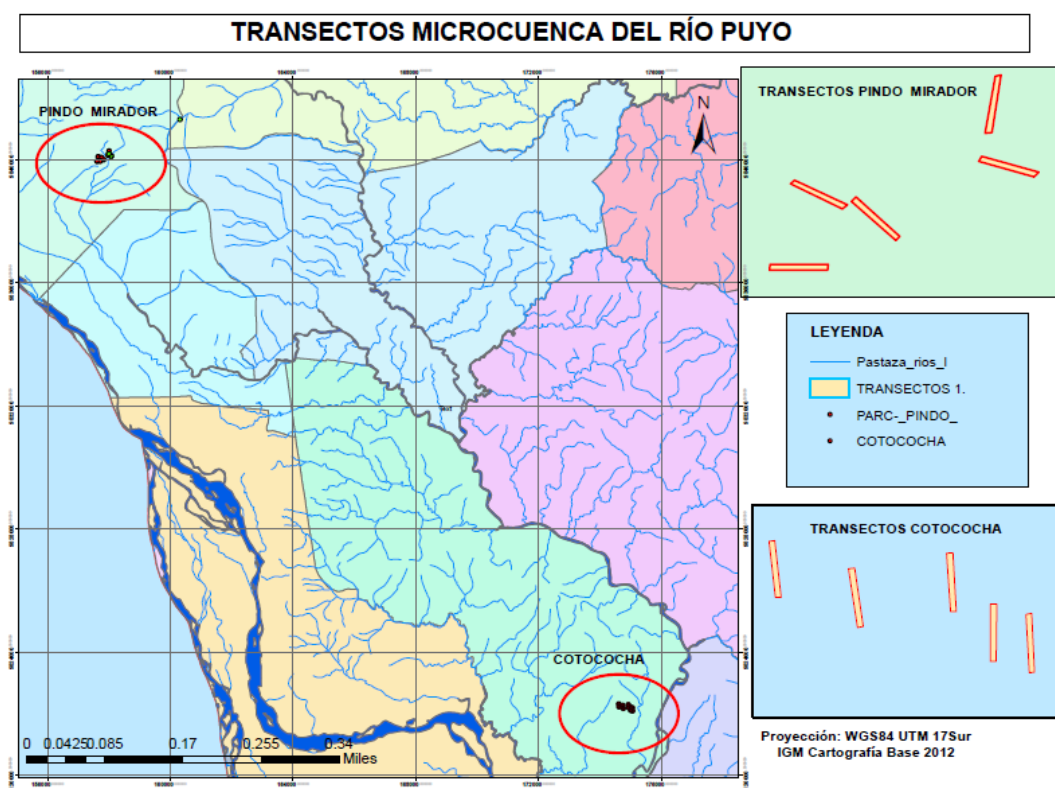 TRANSECTOS MICROCUENCA DEL RÍO PUYO
PINDO MIRADOR
N
COTOCOCHA
0 0.0425 0.085 0.17 0.255 0.34
Miles
TRANSECTOS PINDO MIRADOR
LEYENDA
Pastaza_rios_l
TRANSECTOS 1.
PARC-_PINDO_
COTOCOCHA
TRANSECTOS COTOCOCHA
Proyección: WGS84 UTM 17Sur
IGM Cartografía Base 2012